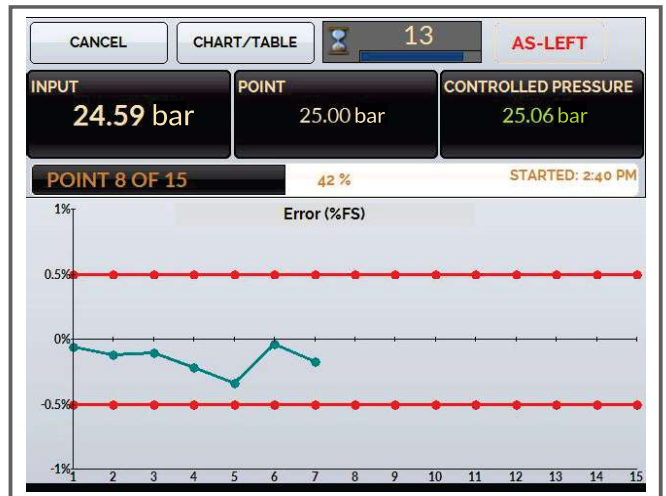 CANCEL CHART/TABLE 13 AS-LEFT
INPUT POINT CONTROLLED PRESSURE
24.59 bar 25.00 bar 25.06 bar
POINT 8 OF 15 42 % STARTED: 2:40 PM
Error (%FS)
1%
0.5%
0%
-0.5%
-1%
1 2 3 4 5 6 7 8 9 10 11 12 13 14 15